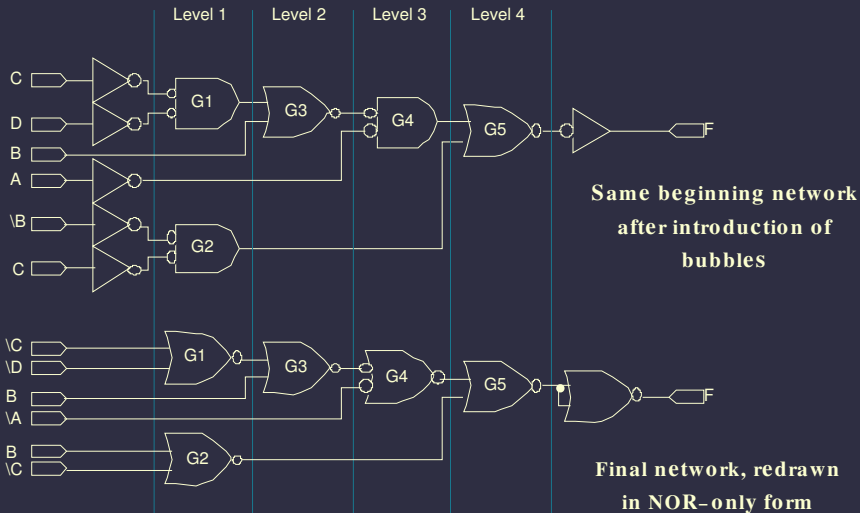 Level 1 Level 2 Level 3 Level 4
C
D
B
A
\B
C
G1
G3
G4
G5
G2
F
Same beginning network
after introduction of
bubbles
\C
\D
B
\A
B
\C
G1
G3
G4
G5
G2
F
Final network, redrawn
in NOR-only form